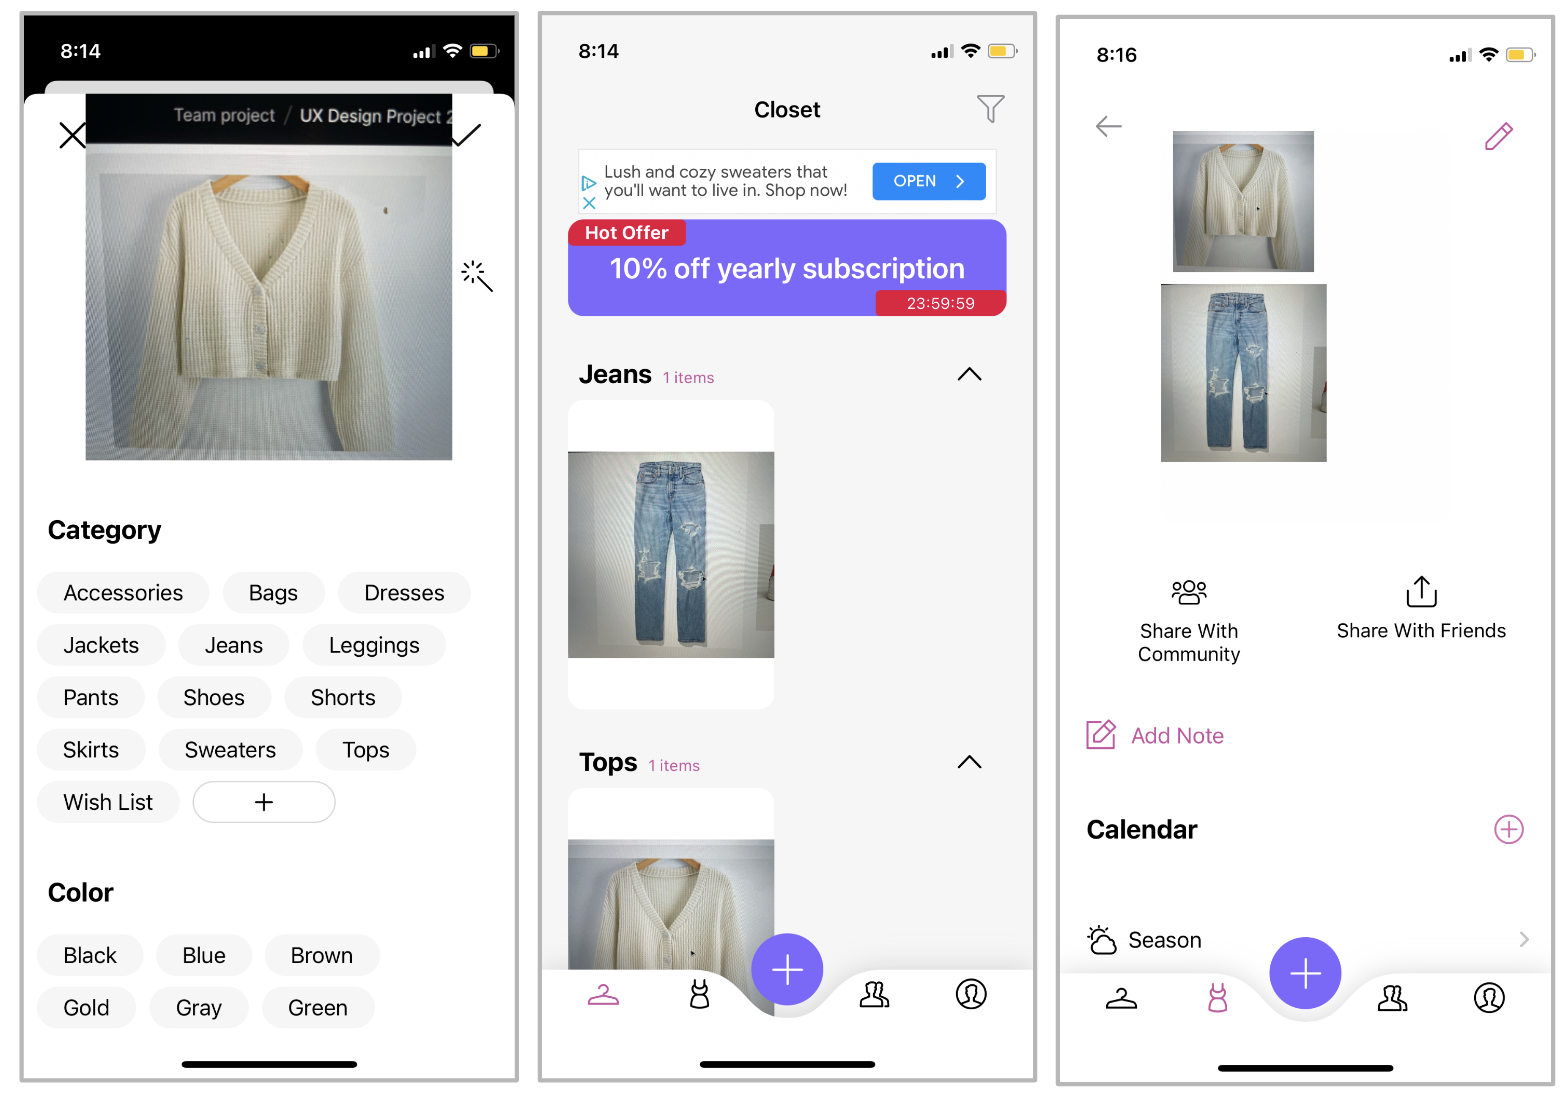 8:14
Team project / UX Design Project 2
Category
Accessories
Bags
Dresses
Jackets
Jeans
Leggings
Pants
Shoes
Shorts
Skirts
Sweaters
Tops
Wish List
+
Color
Black
Blue
Brown
Gold
Gray
Green
8:14
Closet
Lush and cozy sweaters that
you'll want to live in. Shop now!
OPEN
Hot Offer
10% off yearly subscription
23:59:59
Jeans 1 items
Tops 1 items
8:16
Share With
Community
Share With Friends
Add Note
Calendar
Season